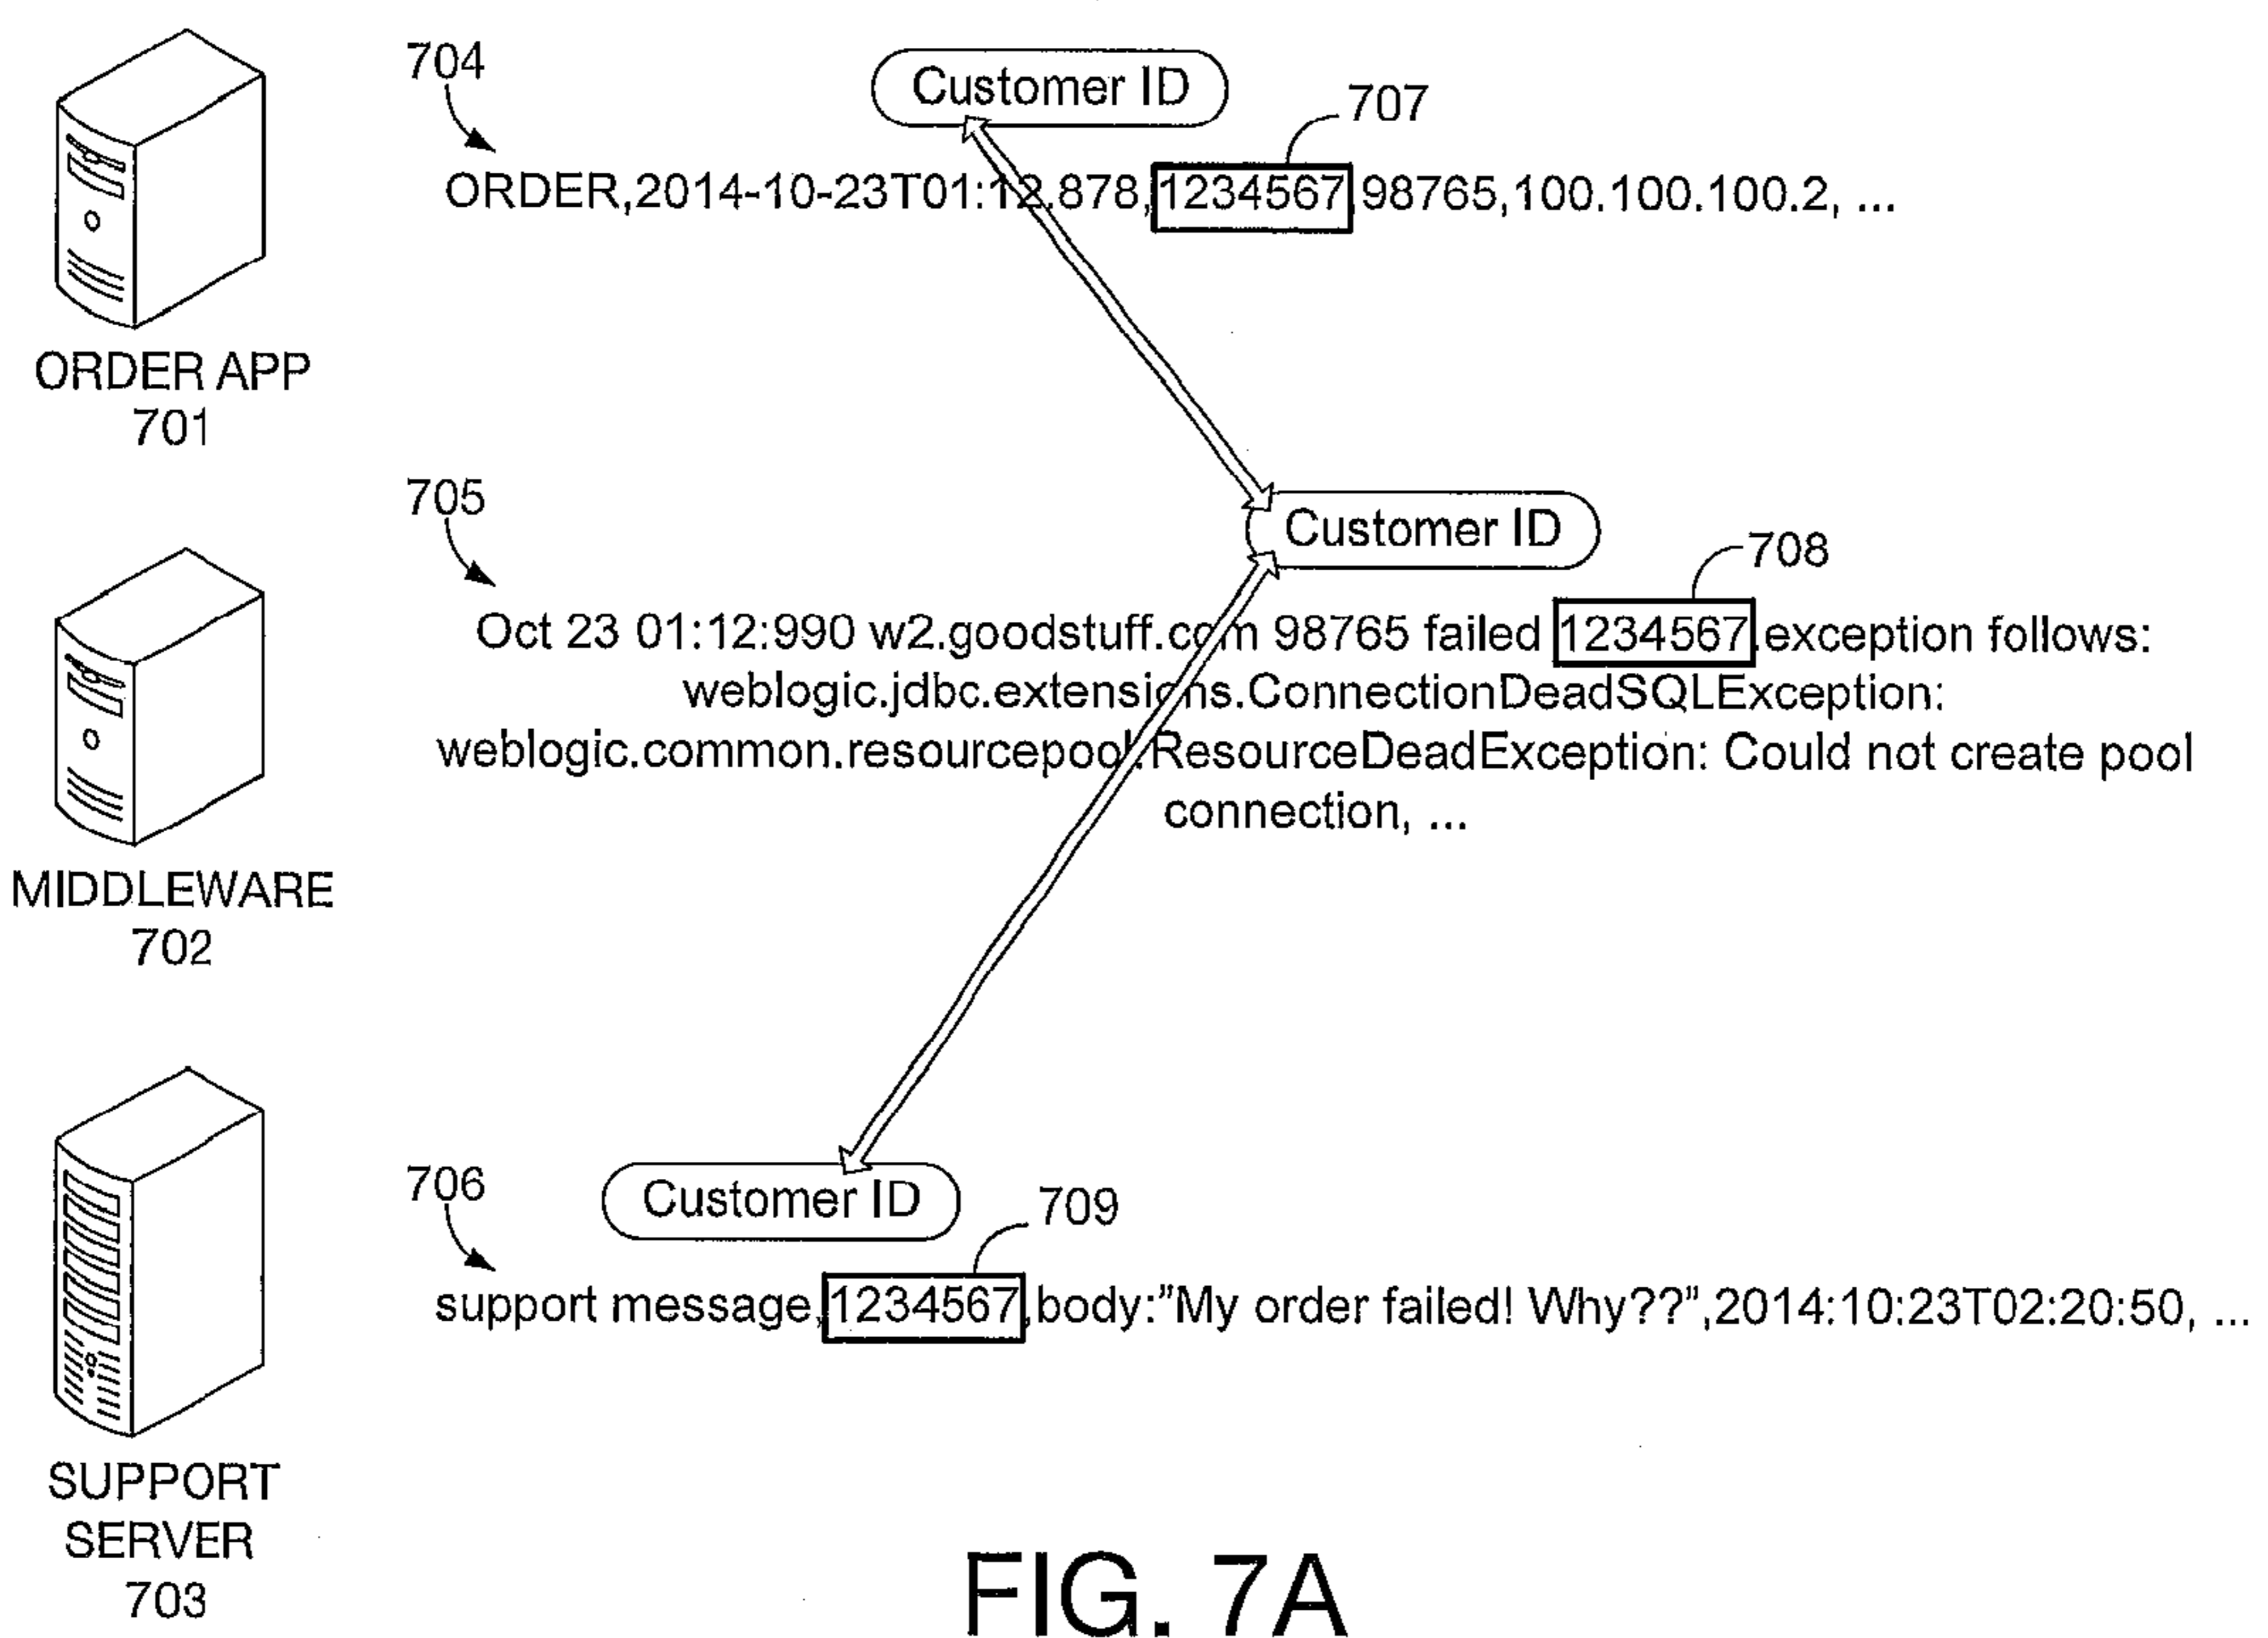 704
Customer ID
707
ORDER,2014-10-23T01:12.878,1234567,98765,100.100.100.2, ...
ORDER APP
701
705
Customer ID
708
Oct 23 01:12:990 w2.goodstuff.com 98765 failed 1234567,exception follows:
weblogic.jdbc.extensions.ConnectionDeadSQLException:
weblogic.common.resourcepool.ResourceDeadException: Could not create pool
connection, ...
MIDDLEWARE
702
706
Customer ID
709
support message,1234567,body:"My order failed! Why??",2014:10:23T02:20:50, ...
SUPPORT
SERVER
703
FIG. 7A